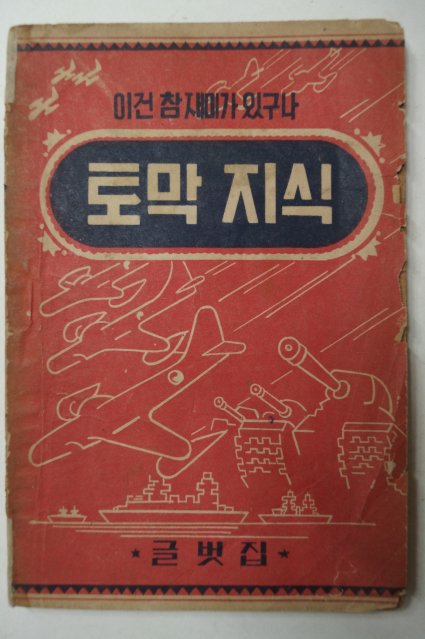 이건 참 재미가 있구나
토막 지식
★ 글벗집 ★